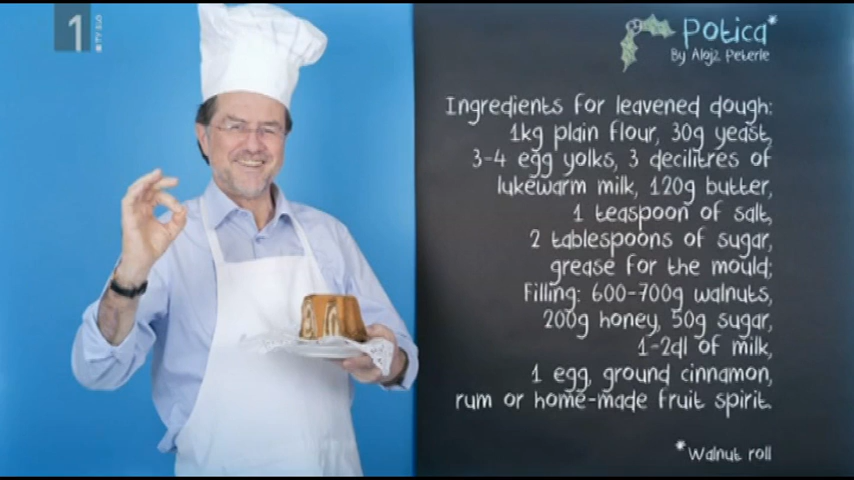 1
TV SLO
Potica*
By Alojz Peterle
Ingredients for leavened dough:
1kg plain flour, 30g yeast,
3-4 egg yolks, 3 decilitres of
lukewarm milk, 120g butter,
1 teaspoon of salt,
2 tablespoons of sugar,
grease for the mould;
Filling: 600-700g walnuts,
200g honey, 50g sugar,
1-2dl of milk,
1 egg, ground cinnamon,
rum or home-made fruit spirit.
*Walnut roll